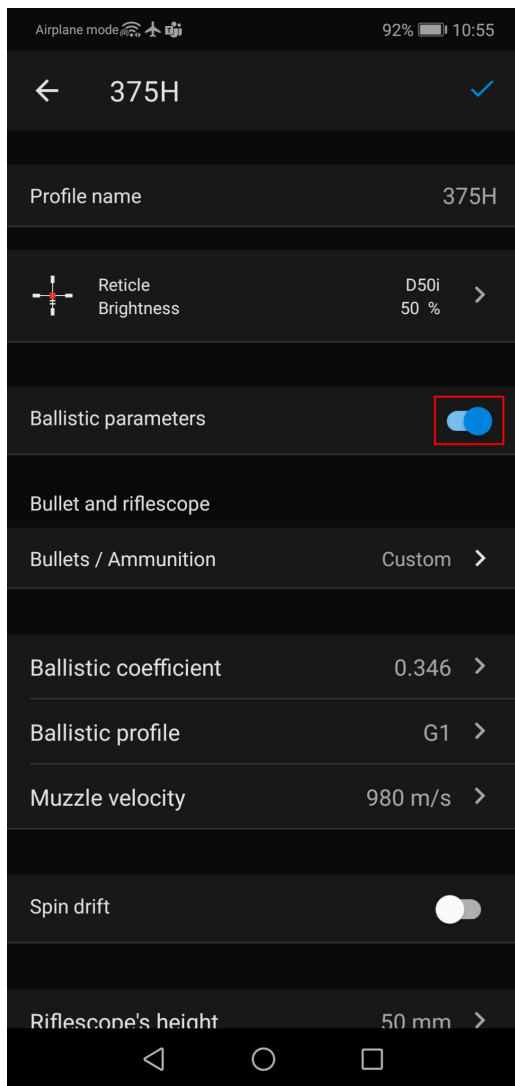 Airplane mode 92% 10:55
375H
Profile name 375H
Reticle D50i
Brightness 50 %
Ballistic parameters
Bullet and riflescope
Bullets / Ammunition Custom
Ballistic coefficient 0.346
Ballistic profile G1
Muzzle velocity 980 m/s
Spin drift
Riflescope's height 50 mm